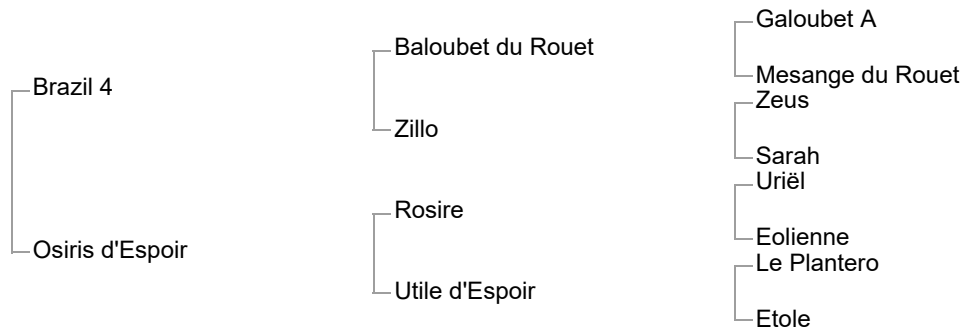 Galoubet A
Baloubet du Rouet
Mesange du Rouet
Brazil 4
Zeus
Zillo
Sarah
Uriël
Rosire
Eolienne
Osiris d'Espoir
Le Plantero
Utile d'Espoir
Etole